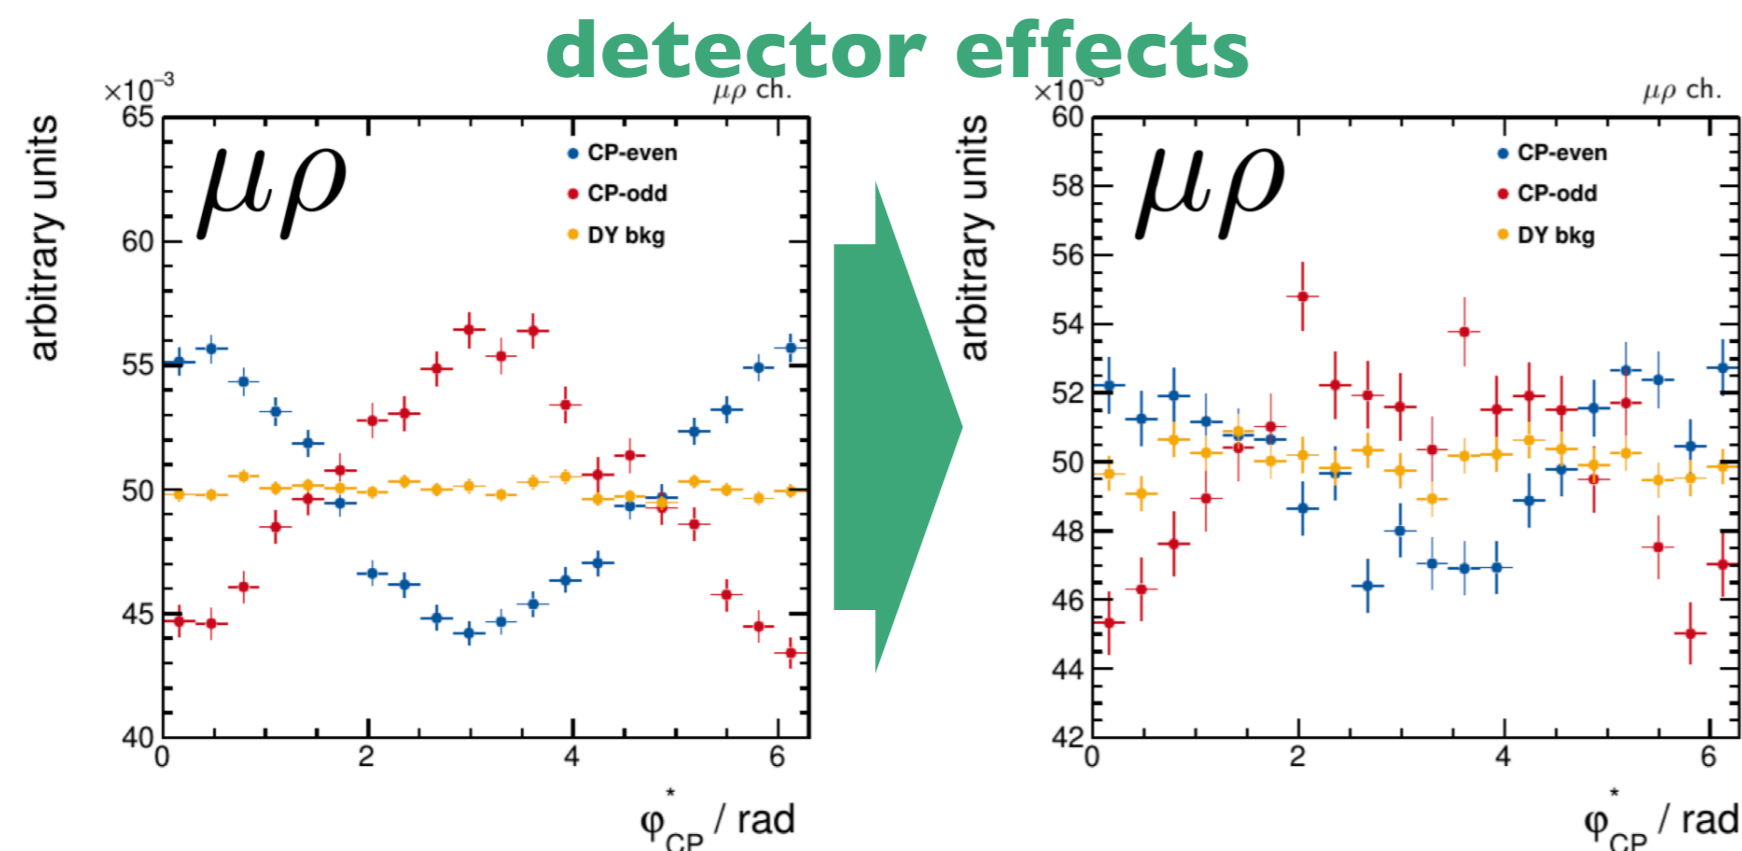 detector effects
×10⁻³
μρ ch.
arbitrary units
μρ
CP-even
CP-odd
DY bkg
65
60
55
50
45
40
0
2
4
6
φ*CP / rad
×10⁻³
μρ ch.
arbitrary units
μρ
CP-even
CP-odd
DY bkg
60
58
56
54
52
50
48
46
44
42
0
2
4
6
φ*CP / rad